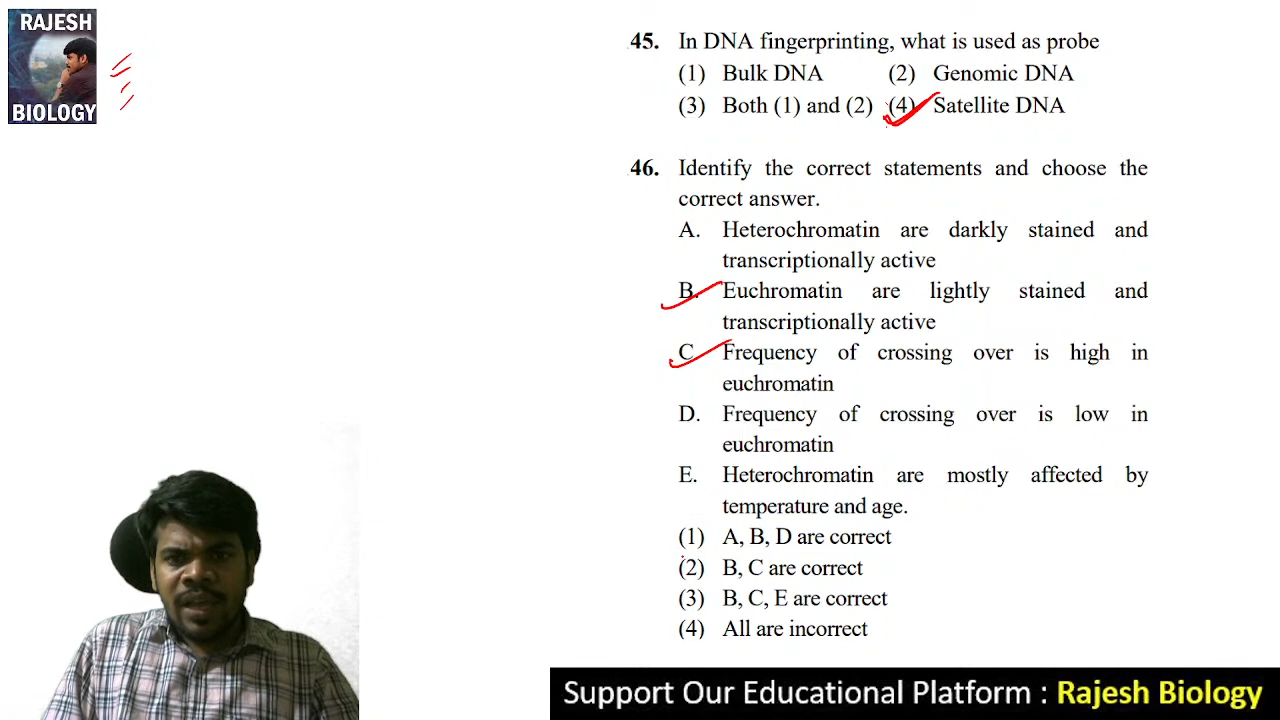 RAJESH
BIOLOGY
45. In DNA fingerprinting, what is used as probe
(1) Bulk DNA (2) Genomic DNA
(3) Both (1) and (2) (4) Satellite DNA
46. Identify the correct statements and choose the
correct answer.
A. Heterochromatin are darkly stained and
transcriptionally active
B. Euchromatin are lightly stained and
transcriptionally active
C. Frequency of crossing over is high in
euchromatin
D. Frequency of crossing over is low in
euchromatin
E. Heterochromatin are mostly affected by
temperature and age.
(1) A, B, D are correct
(2) B, C are correct
(3) B, C, E are correct
(4) All are incorrect
Support Our Educational Platform : Rajesh Biology